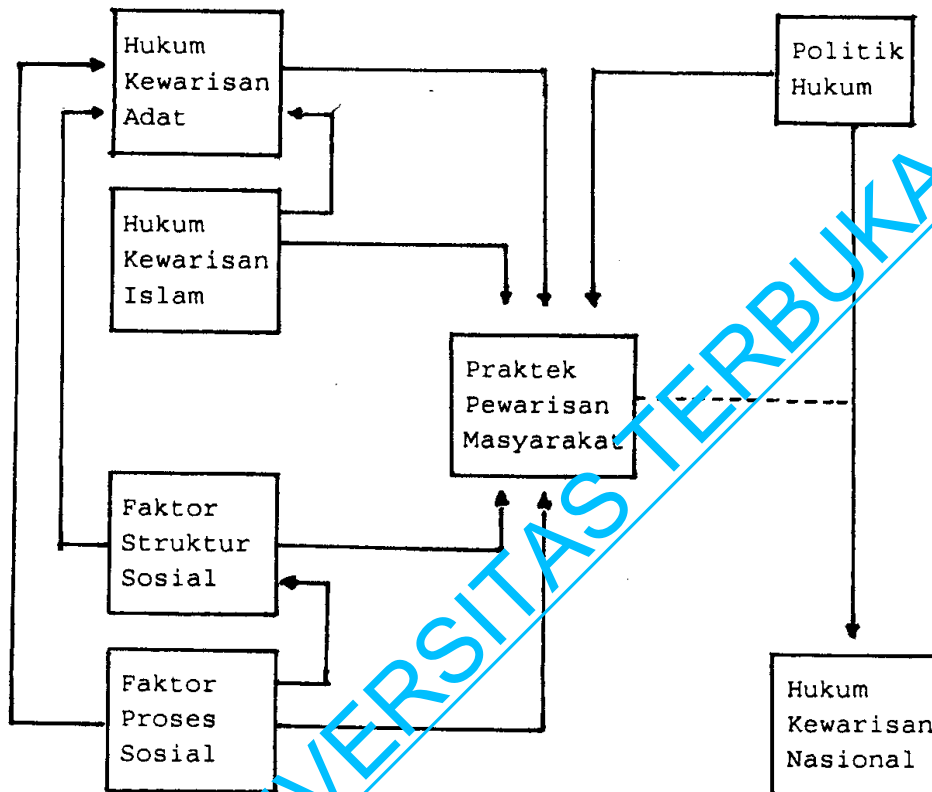 Hukum
Kewarisan
Adat
Politik
Hukum
Hukum
Kewarisan
Islam
Praktek
Pewarisan
Masyarakat
Faktor
Struktur
Sosial
Faktor
Proses
Sosial
Hukum
Kewarisan
Nasional
VERSITAS TERBUKA